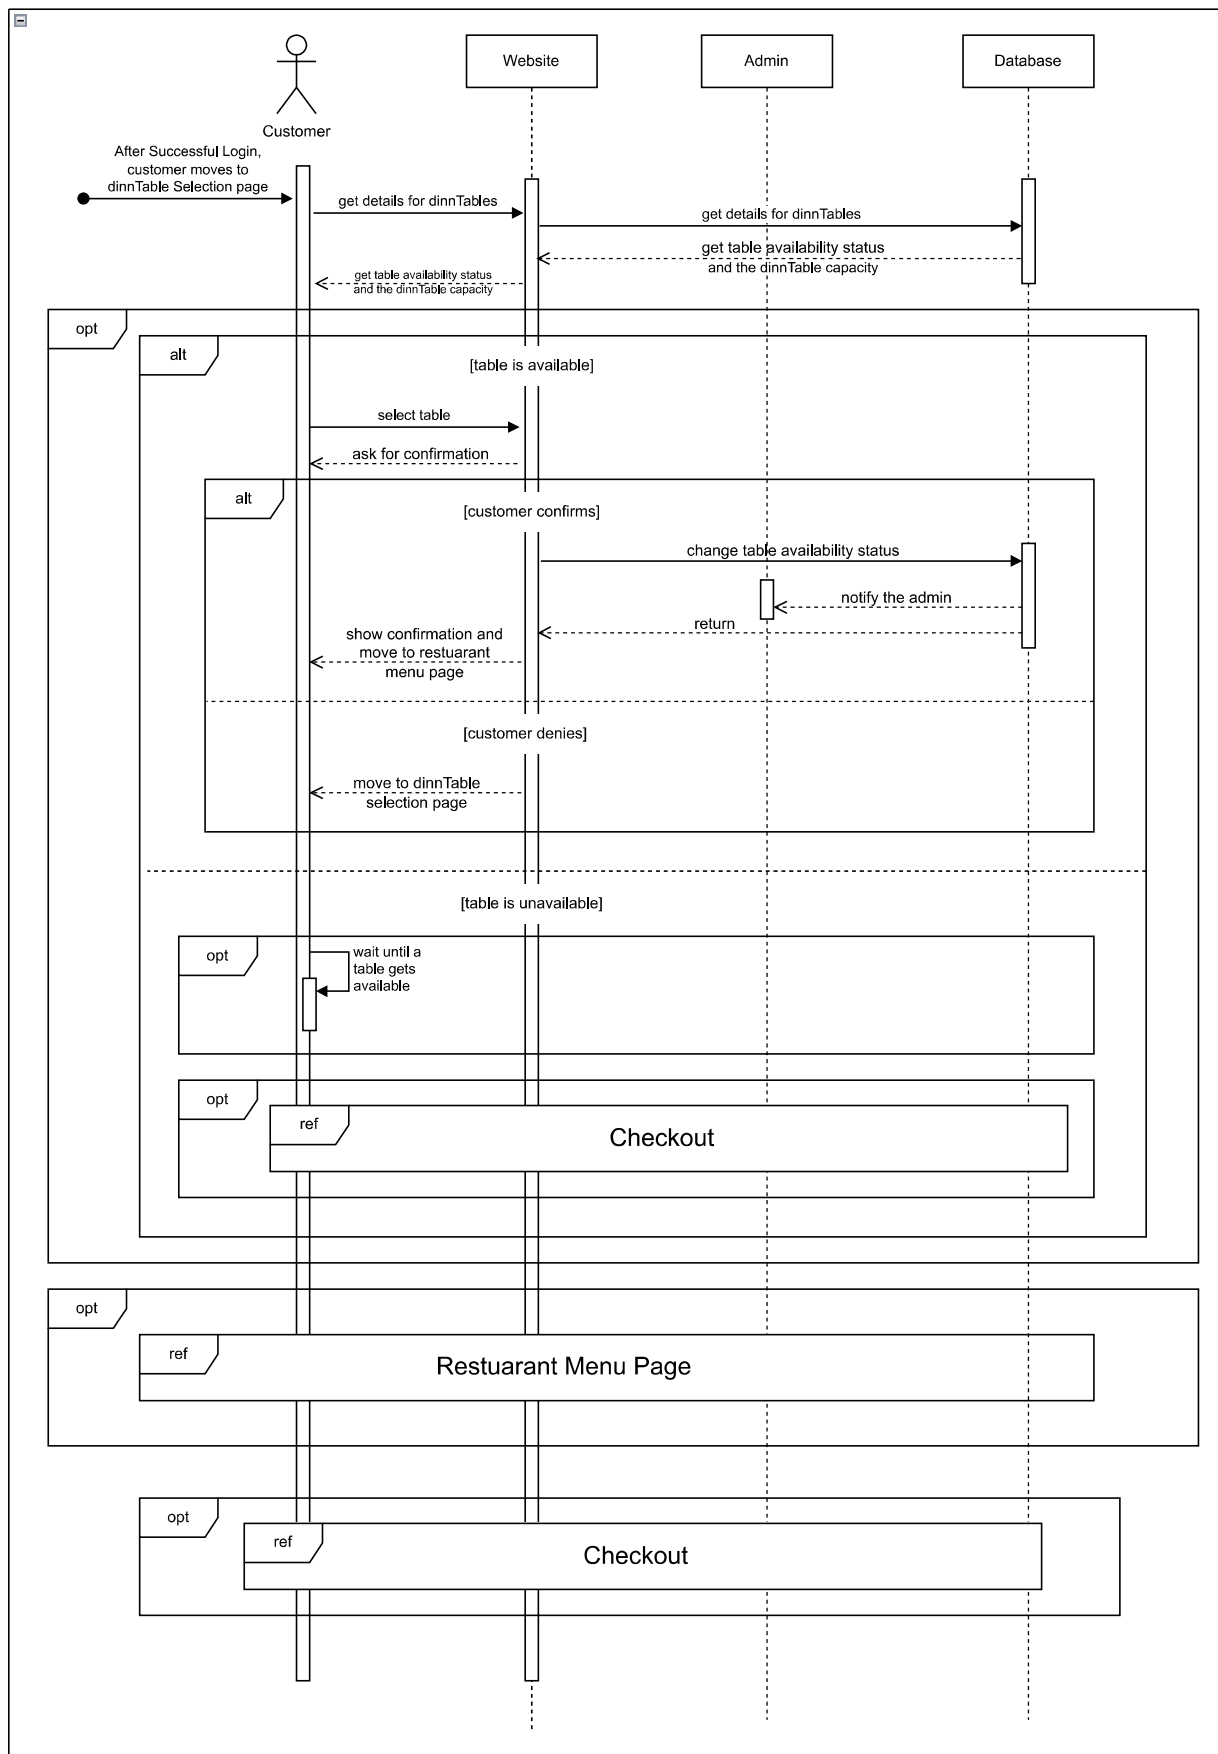 Website
Admin
Database
Customer
After Successful Login,
customer moves to
dinnTable Selection page
get details for dinnTables
get details for dinnTables
get table availability status
and the dinnTable capacity
get table availability status
and the dinnTable capacity
opt
alt
[table is available]
select table
ask for confirmation
alt
[customer confirms]
change table availability status
notify the admin
return
show confirmation and
move to restuarant
menu page
[customer denies]
move to dinnTable
selection page
[table is unavailable]
opt
wait until a
table gets
available
opt
ref
Checkout
opt
ref
Restuarant Menu Page
opt
ref
Checkout